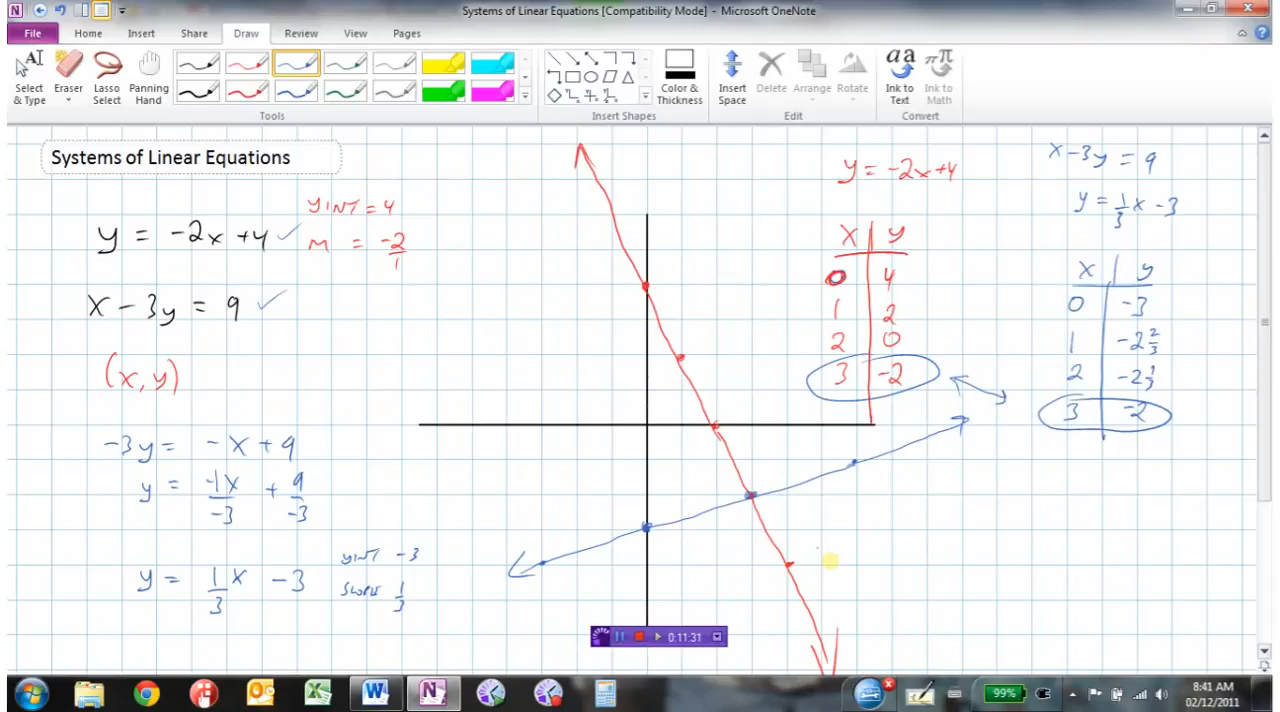 Systems of Linear Equations [Compatibility Mode] - Microsoft OneNote
File Home Insert Share Draw Review View Pages
Select & Type
Eraser
Lasso Select
Panning Hand
Color & Thickness
Insert Space
Delete
Arrange
Rotate
Ink to Text
Ink to Math
Tools
Insert Shapes
Edit
Convert
Systems of Linear Equations
y = -2x +4 ✓
YINT = 4
m = -2/1
x - 3y = 9 ✓
(x, y)
-3y = -x + 9
y = -1x/-3 + 9/-3
y = 1/3 x - 3
YINT -3
SLOPE 1/3
y = -2x+4
x | y
0 | 4
1 | 2
2 | 0
3 | -2
x - 3y = 9
y = 1/3 x - 3
x | y
0 | -3
1 | -2 2/3
2 | -2 1/3
3 | -2
0:11:31
99%
8:41 AM
02/12/2011